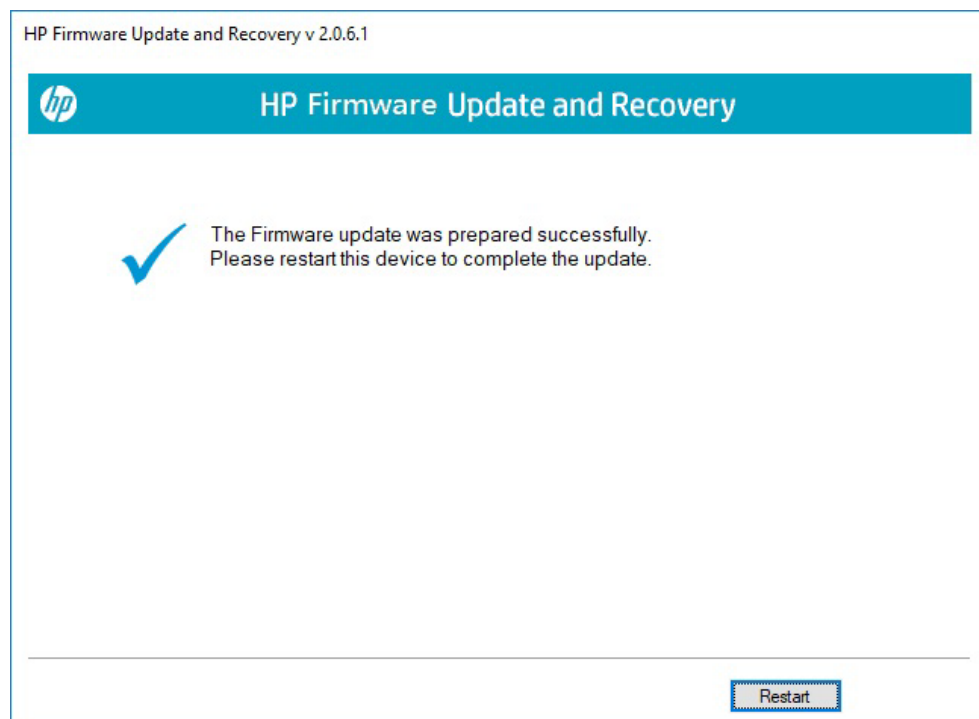 HP Firmware Update and Recovery v 2.0.6.1
hp
HP Firmware Update and Recovery
The Firmware update was prepared successfully.
Please restart this device to complete the update.
Restart